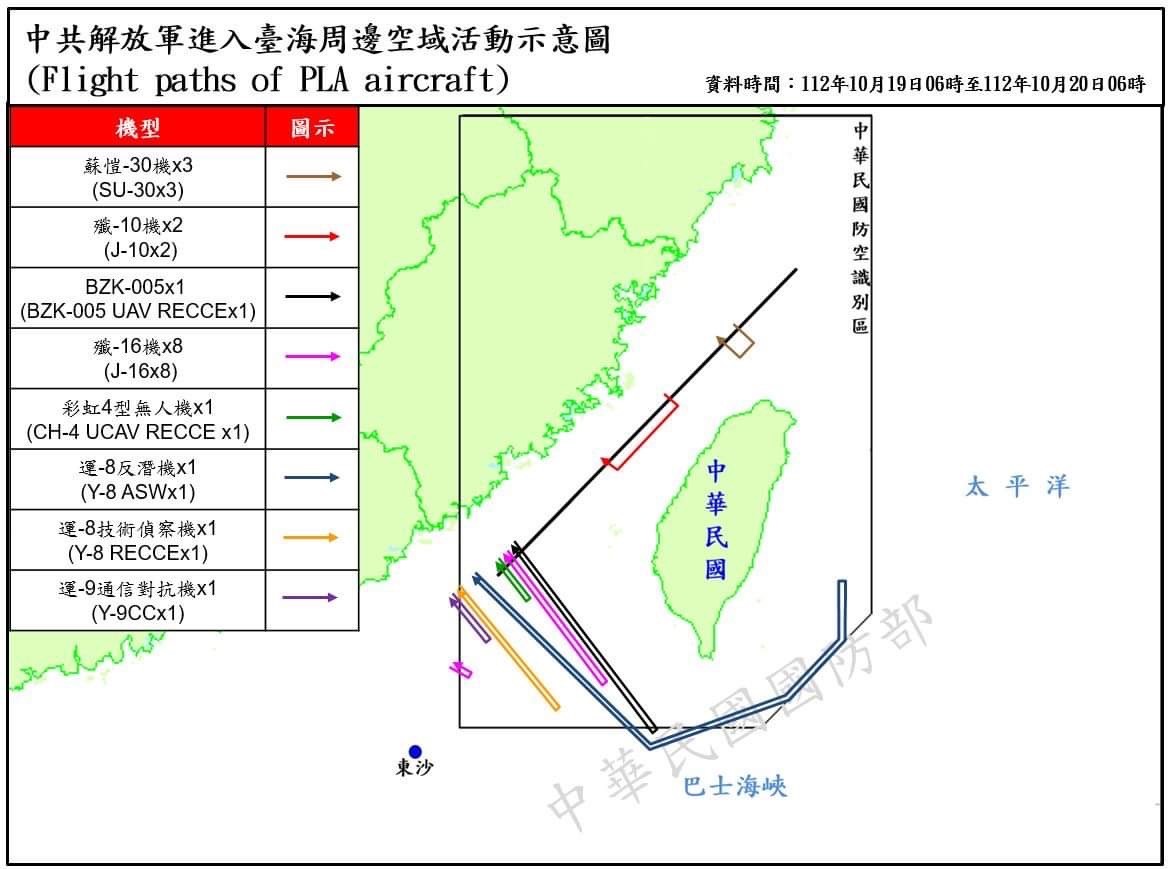 中共解放軍進入臺海周邊空域活動示意圖
(Flight paths of PLA aircraft)
資料時間：112年10月19日06時至112年10月20日06時
機型
圖示
蘇愷-30機x3
(SU-30x3)
殲-10機x2
(J-10x2)
BZK-005x1
(BZK-005 UAV RECCEx1)
殲-16機x8
(J-16x8)
彩虹4型無人機x1
(CH-4 UCAV RECCE x1)
運-8反潛機x1
(Y-8 ASWx1)
運-8技術偵察機x1
(Y-8 RECCEx1)
運-9通信對抗機x1
(Y-9CCx1)
中華民國防空識別區
中華民國
太平洋
東沙
巴士海峽
中華民國國防部